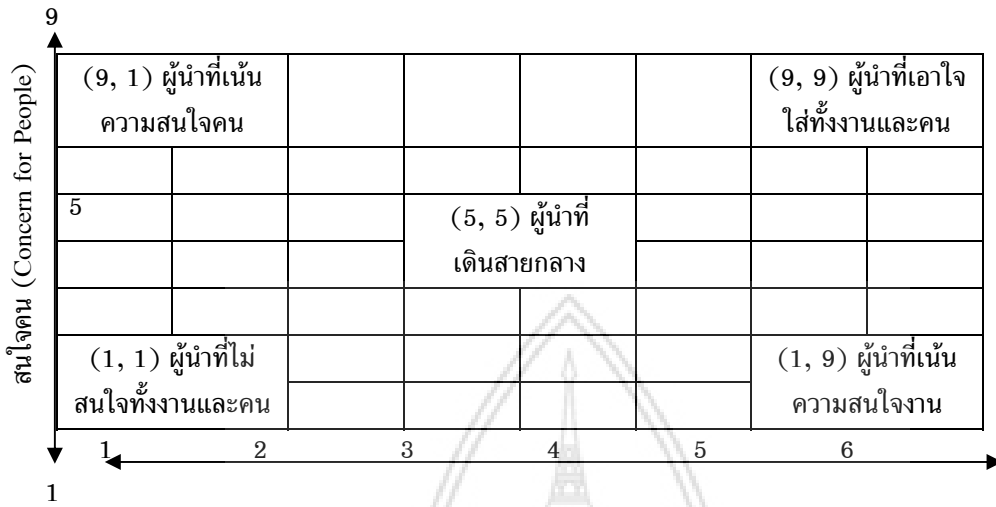 9
(9, 1) ผู้นำที่เน้น
ความสนใจคน
(9, 9) ผู้นำที่เอาใจ
ใส่ทั้งงานและคน
สนใจคน (Concern for People)
5
(5, 5) ผู้นำที่
เดินสายกลาง
(1, 1) ผู้นำที่ไม่
สนใจทั้งงานและคน
(1, 9) ผู้นำที่เน้น
ความสนใจงาน
1 2 3 4 5 6
1